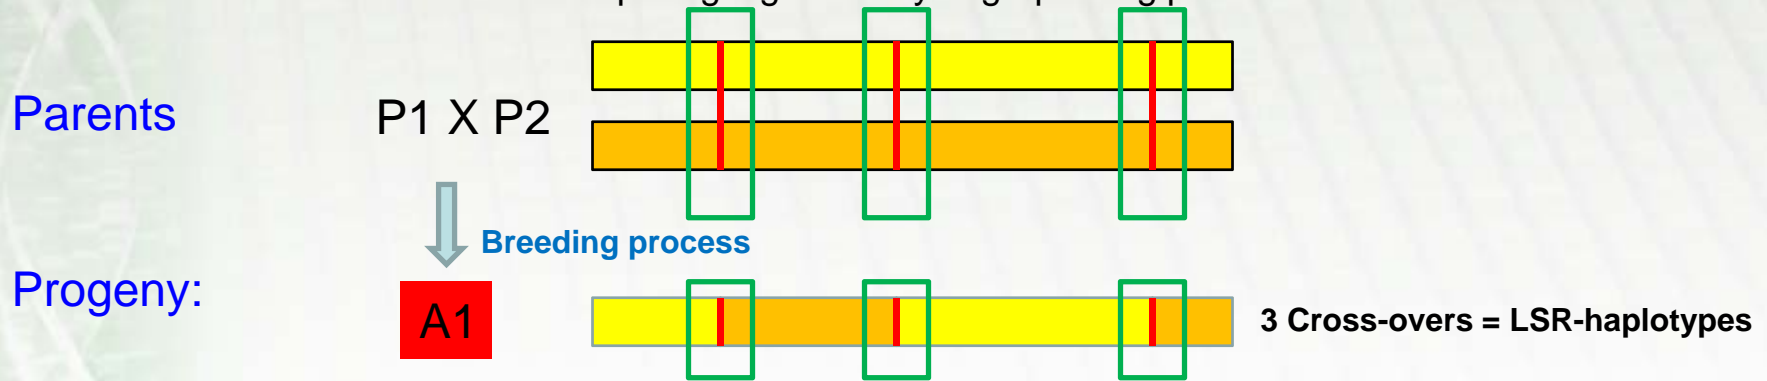 Parents
P1 X P2
Breeding process
Progeny:
A1
3 Cross-overs = LSR-haplotypes